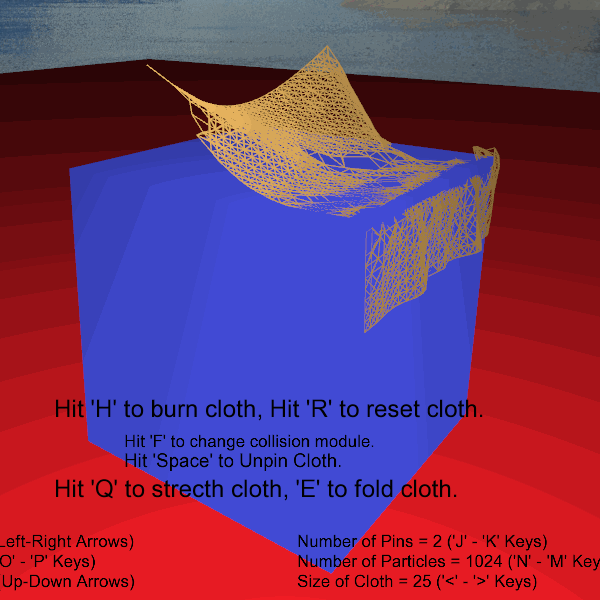 Hit 'H' to burn cloth, Hit 'R' to reset cloth.
Hit 'F' to change collision module.
Hit 'Space' to Unpin Cloth.
Hit 'Q' to strecth cloth, 'E' to fold cloth.
Left-Right Arrows) Number of Pins = 2 ('J' - 'K' Keys)
'O' - 'P' Keys) Number of Particles = 1024 ('N' - 'M' Key
Up-Down Arrows) Size of Cloth = 25 ('<' - '>' Keys)